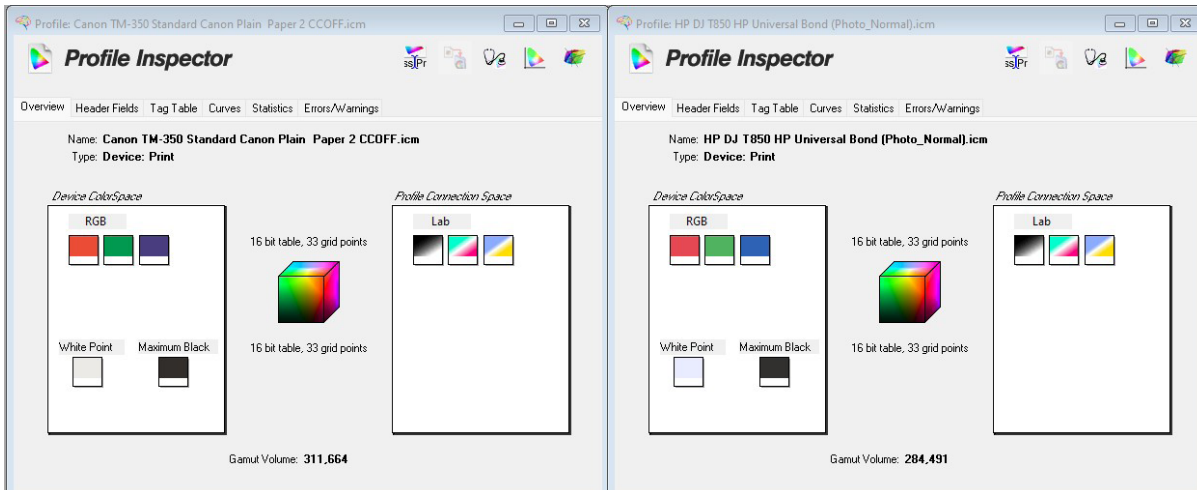 Profile: Canon TM-350 Standard Canon Plain  Paper 2 CCOFF.icm
Profile Inspector
ss Pr
Overview Header Fields Tag Table Curves Statistics Errors/Warnings
Name: Canon TM-350 Standard Canon Plain  Paper 2 CCOFF.icm
Type: Device: Print
Device ColorSpace
Profile Connection Space
RGB
Lab
16 bit table, 33 grid points
White Point
Maximum Black
16 bit table, 33 grid points
Gamut Volume: 311,664
Profile: HP DJ T850 HP Universal Bond (Photo_Normal).icm
Profile Inspector
ss Pr
Overview Header Fields Tag Table Curves Statistics Errors/Warnings
Name: HP DJ T850 HP Universal Bond (Photo_Normal).icm
Type: Device: Print
Device ColorSpace
Profile Connection Space
RGB
Lab
16 bit table, 33 grid points
White Point
Maximum Black
16 bit table, 33 grid points
Gamut Volume: 284,491